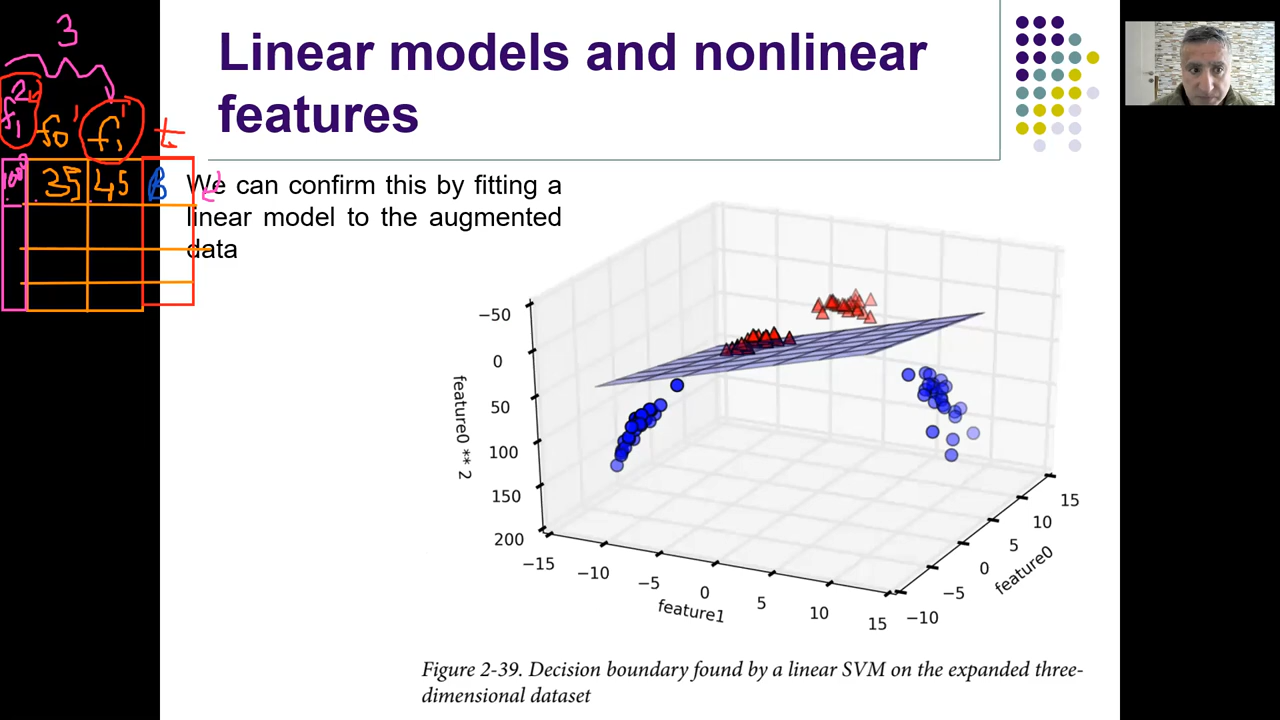 Linear models and nonlinear
features
3
f₁² f₀ f₁ t
35 45 B
We can confirm this by fitting a
linear model to the augmented
data
−50
0
50
100
150
200
feature0 ** 2
−15 −10 −5 0 5 10 15
feature1
−10 −5 0 5 10 15
feature0
Figure 2-39. Decision boundary found by a linear SVM on the expanded three-
dimensional dataset